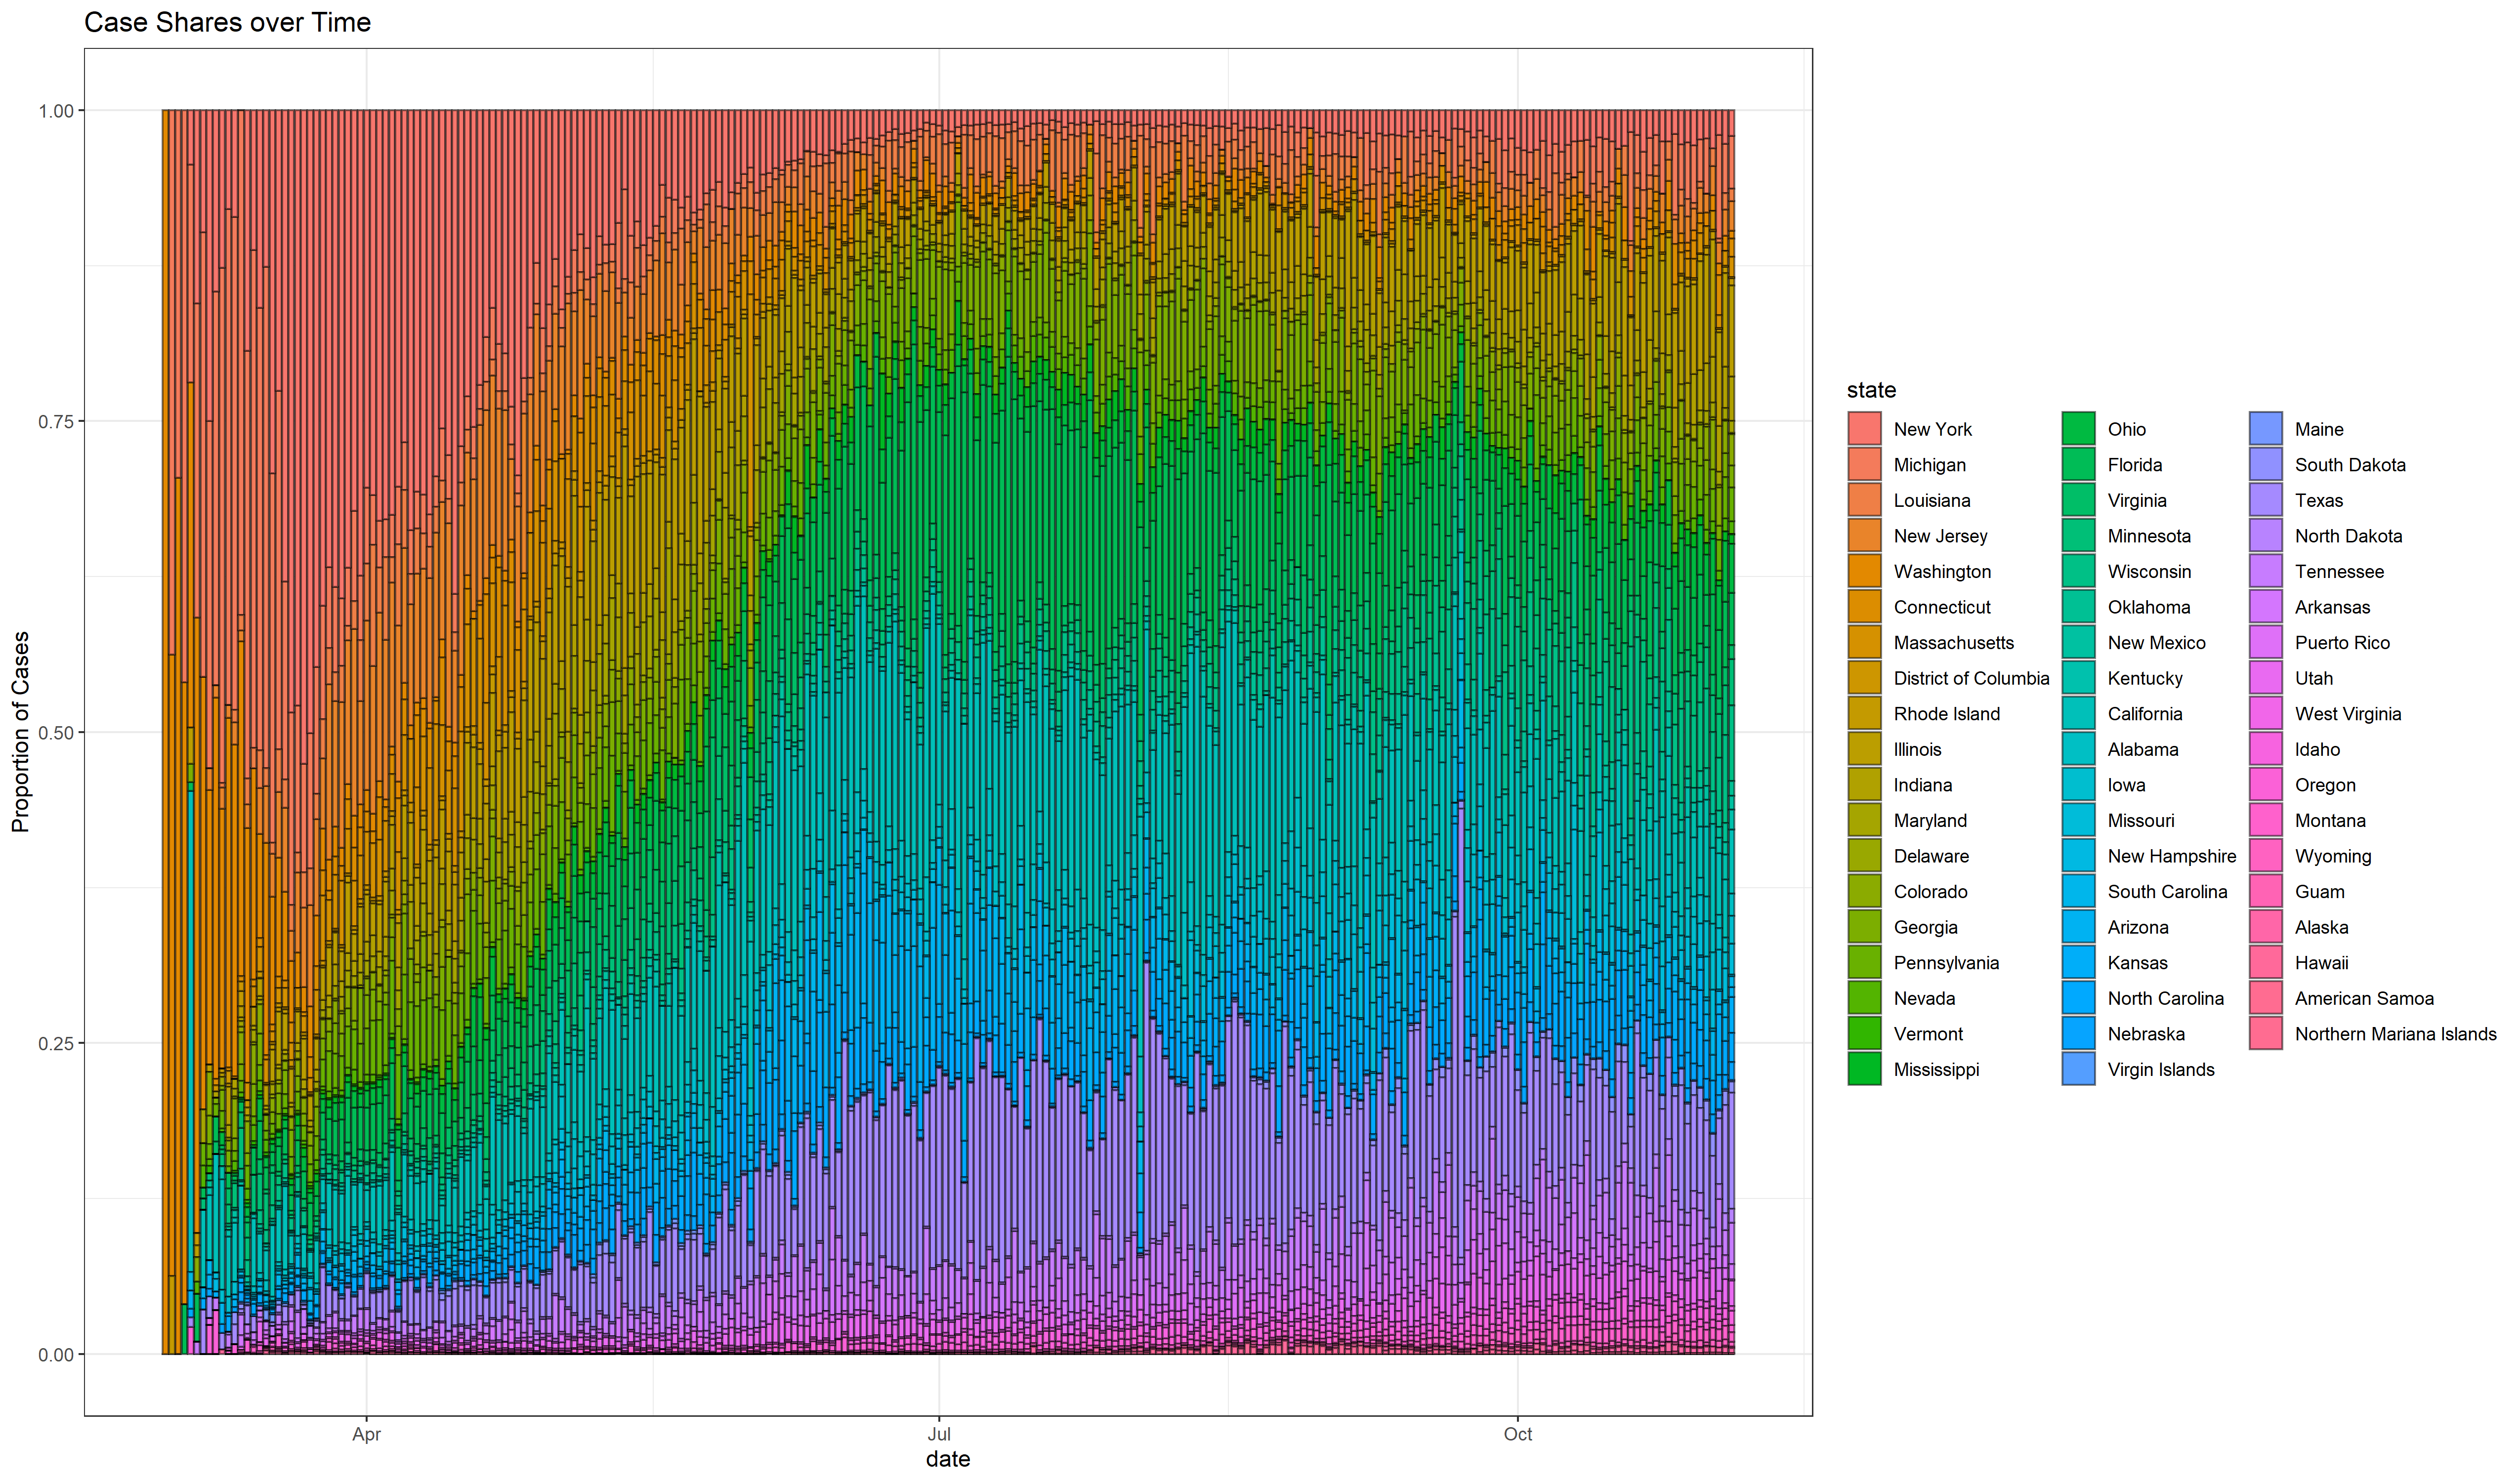 Case Shares over Time
Proportion of Cases
1.00
0.75
0.50
0.25
0.00
Apr
Jul
Oct
date
state
New York
Michigan
Louisiana
New Jersey
Washington
Connecticut
Massachusetts
District of Columbia
Rhode Island
Illinois
Indiana
Maryland
Delaware
Colorado
Georgia
Pennsylvania
Nevada
Vermont
Mississippi
Ohio
Florida
Virginia
Minnesota
Wisconsin
Oklahoma
New Mexico
Kentucky
California
Alabama
Iowa
Missouri
New Hampshire
South Carolina
Arizona
Kansas
North Carolina
Nebraska
Virgin Islands
Maine
South Dakota
Texas
North Dakota
Tennessee
Arkansas
Puerto Rico
Utah
West Virginia
Idaho
Oregon
Montana
Wyoming
Guam
Alaska
Hawaii
American Samoa
Northern Mariana Islands